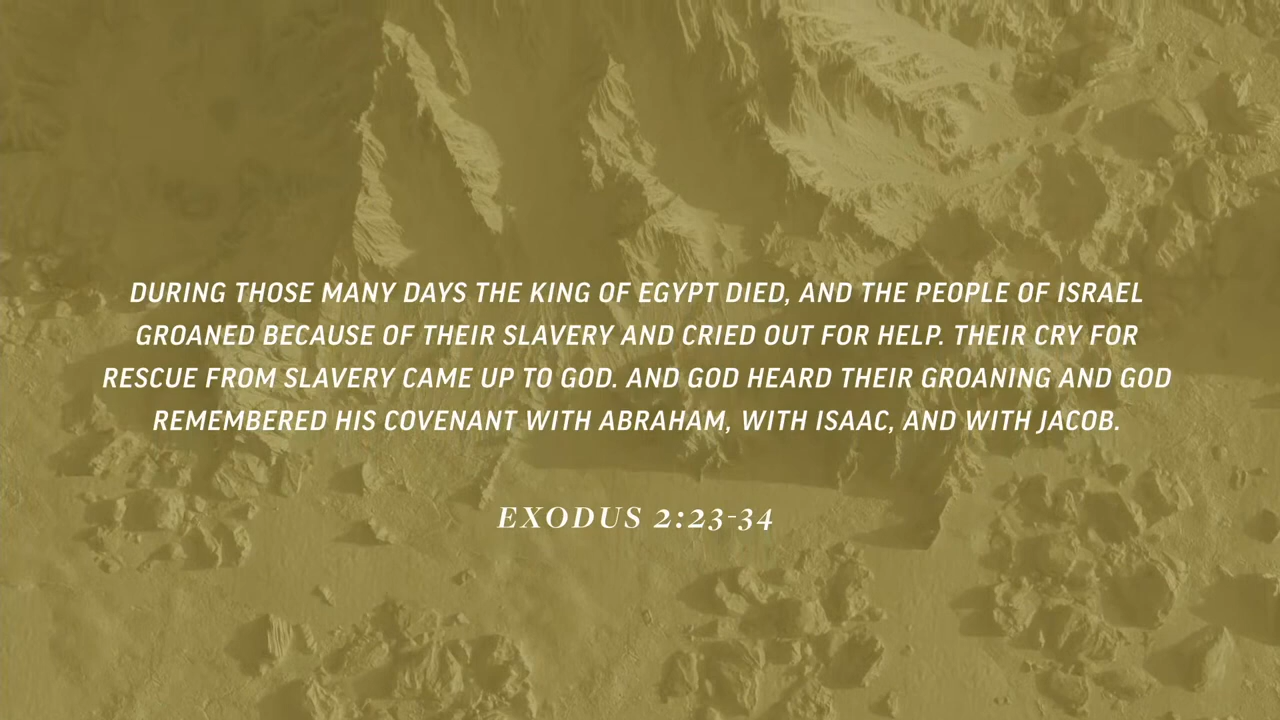 DURING THOSE MANY DAYS THE KING OF EGYPT DIED, AND THE PEOPLE OF ISRAEL
GROANED BECAUSE OF THEIR SLAVERY AND CRIED OUT FOR HELP. THEIR CRY FOR
RESCUE FROM SLAVERY CAME UP TO GOD. AND GOD HEARD THEIR GROANING AND GOD
REMEMBERED HIS COVENANT WITH ABRAHAM, WITH ISAAC, AND WITH JACOB.
EXODUS 2:23-34